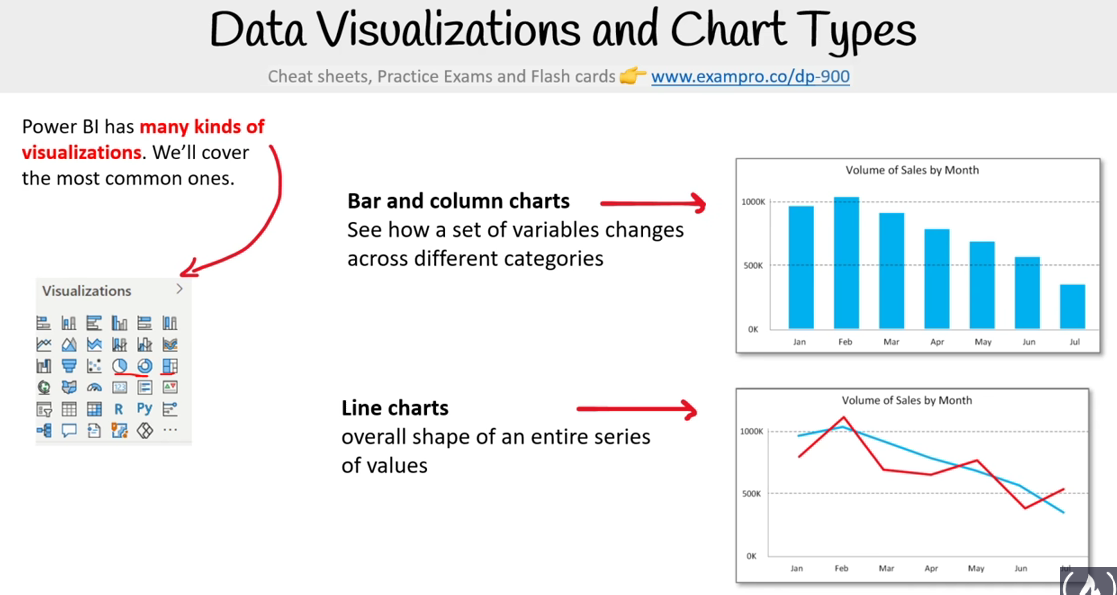 Data Visualizations and Chart Types
Cheat sheets, Practice Exams and Flash cards 👉 www.exampro.co/dp-900
Power BI has many kinds of
visualizations. We’ll cover
the most common ones.
Visualizations
R
Py
Bar and column charts
See how a set of variables changes
across different categories
Volume of Sales by Month
1000K
500K
0K
Jan Feb Mar Apr May Jun Jul
Line charts
overall shape of an entire series
of values
Volume of Sales by Month
1000K
500K
0K
Jan Feb Mar Apr May Jun Jul